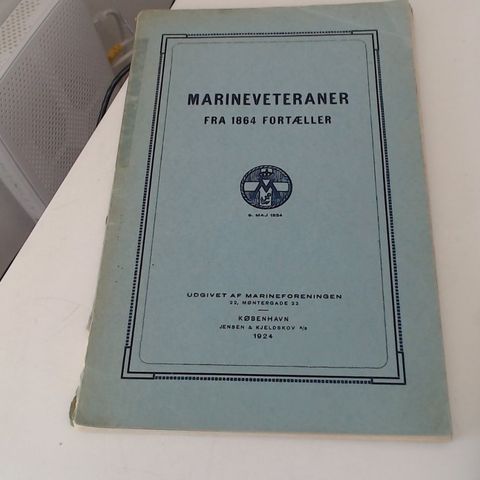 MARINEVETERANER
FRA 1864 FORTÆLLER
9. MAJ 1864
UDGIVET AF MARINEFORENINGEN
22, MØNTERGADE 22
KØBENHAVN
JENSEN & KJELDSKOV A/S
1924